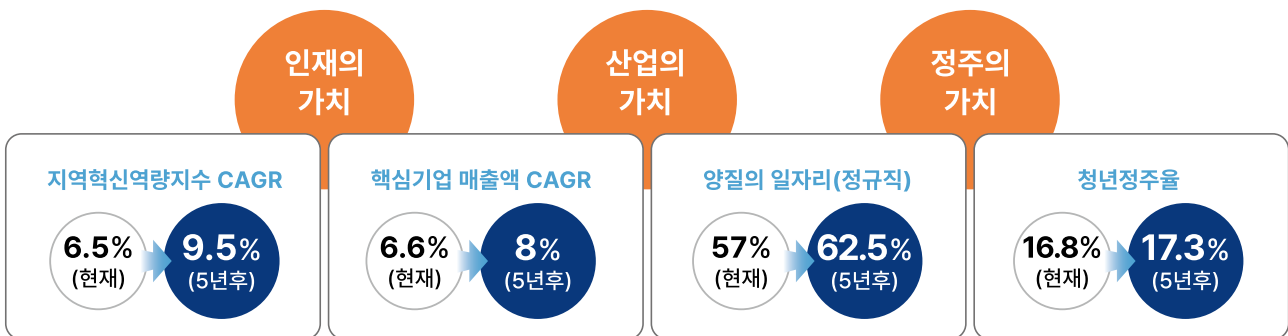 인재의
가치
산업의
가치
정주의
가치
지역혁신역량지수 CAGR
6.5%
(현재)
9.5%
(5년후)
핵심기업 매출액 CAGR
6.6%
(현재)
8%
(5년후)
양질의 일자리(정규직)
57%
(현재)
62.5%
(5년후)
청년정주율
16.8%
(현재)
17.3%
(5년후)